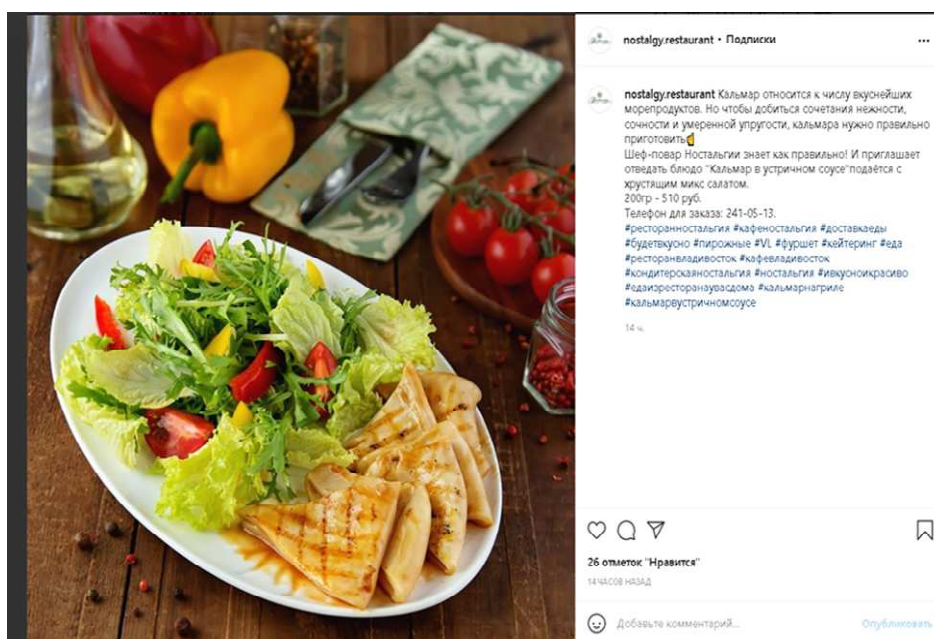 nostalgy.restaurant • Подписки
nostalgy.restaurant Кальмар относится к числу вкуснейших
морепродуктов. Но чтобы добиться сочетания нежности,
сочности и умеренной упругости, кальмара нужно правильно
приготовить☝
Шеф-повар Ностальгии знает как правильно! И приглашает
отведать блюдо "Кальмар в устричном соусе"подаётся с
хрустящим микс салатом.
200гр - 510 руб.
Телефон для заказа: 241-05-13.
#ресторанностальгия #кафеностальгия #доставкаеды
#будетвкусно #пирожные #VL #фуршет #кейтеринг #еда
#ресторанвладивосток #кафевладивосток
#кондитерскаяностальгия #ностальгия #ивкусноикрасиво
#едаизресторанаувасдома #кальмарнагриле
#кальмарвустричномсоусе
14 ч.
26 отметок "Нравится"
14 ЧАСОВ НАЗАД
Добавьте комментарий... Опубликовать